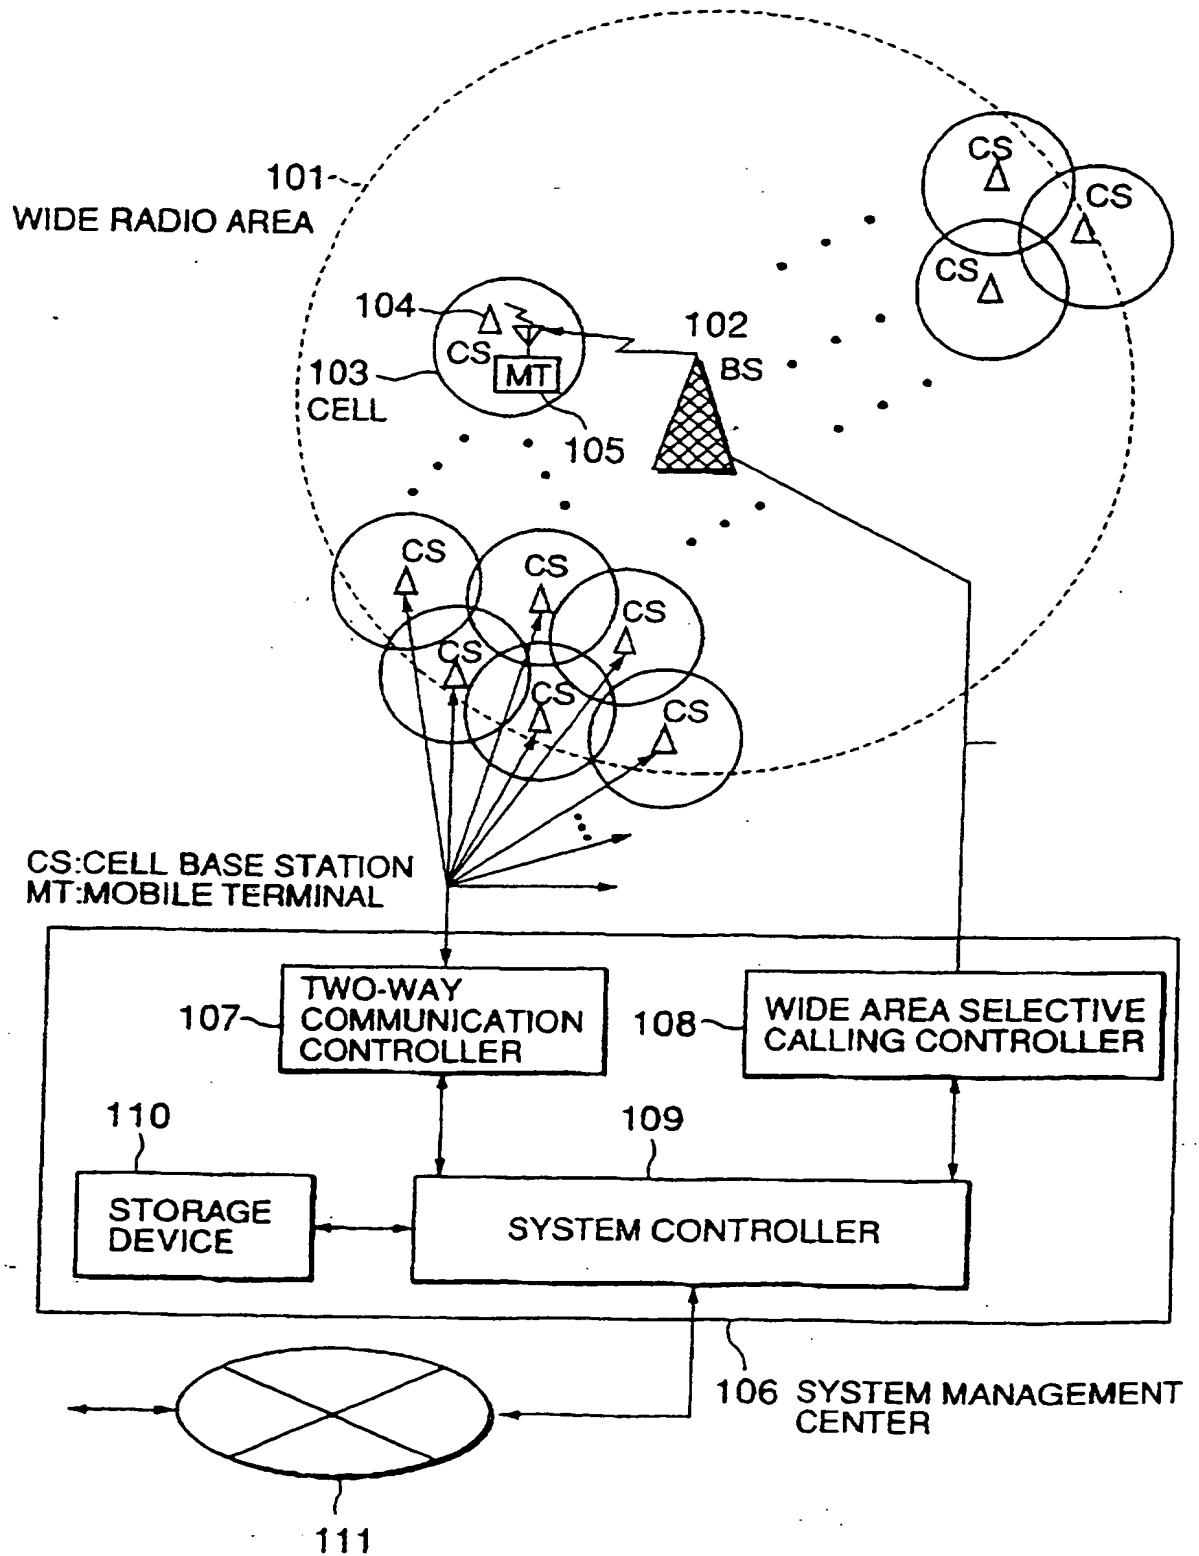 CS
101
WIDE RADIO AREA
CS
CS
104
CS
MT
102
BS
103
CELL
105
CS
CS
CS
CS
CS
CS
CS:CELL BASE STATION
MT:MOBILE TERMINAL
107
TWO-WAY
COMMUNICATION
CONTROLLER
108
WIDE AREA SELECTIVE
CALLING CONTROLLER
110
109
STORAGE
DEVICE
SYSTEM CONTROLLER
106 SYSTEM MANAGEMENT
CENTER
111